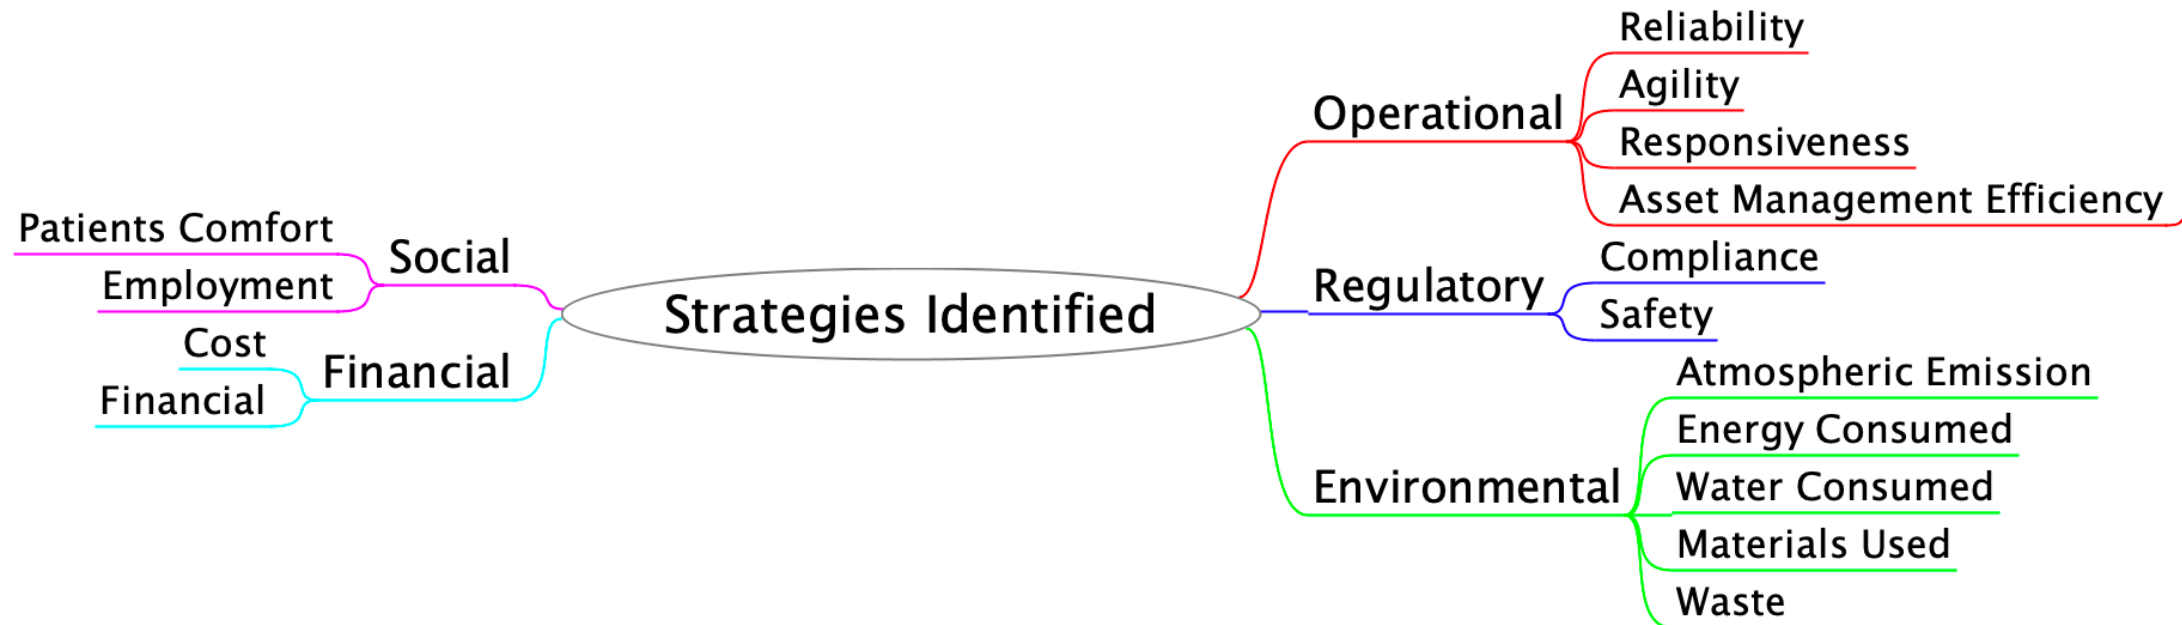 Strategies Identified
Operational
Reliability
Agility
Responsiveness
Asset Management Efficiency
Regulatory
Compliance
Safety
Environmental
Atmospheric Emission
Energy Consumed
Water Consumed
Materials Used
Waste
Social
Patients Comfort
Employment
Financial
Cost
Financial